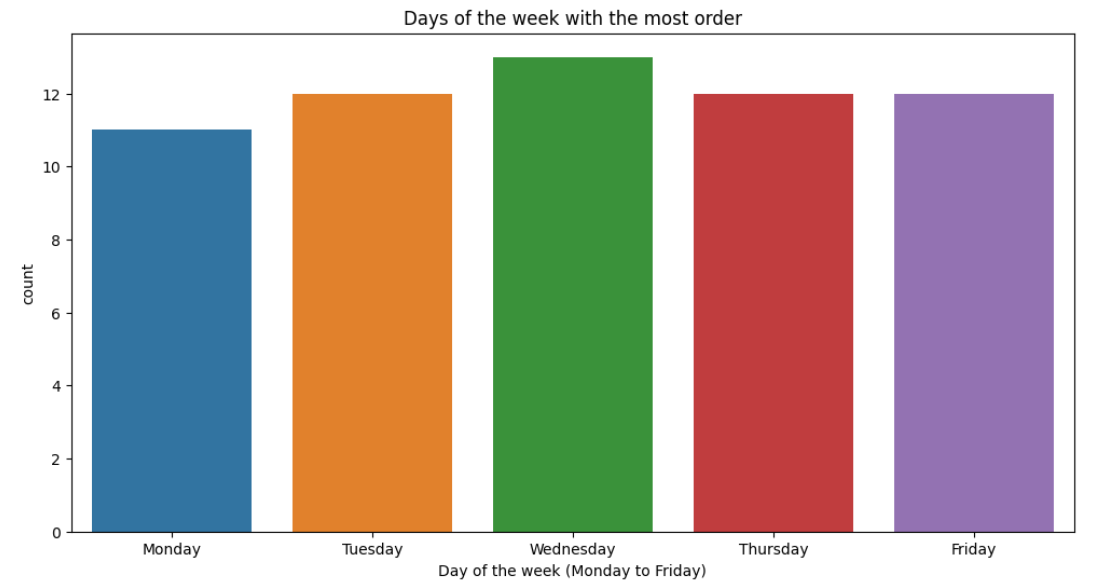 Days of the week with the most order
12
10
8
6
4
2
0
count
Monday Tuesday Wednesday Thursday Friday
Day of the week (Monday to Friday)